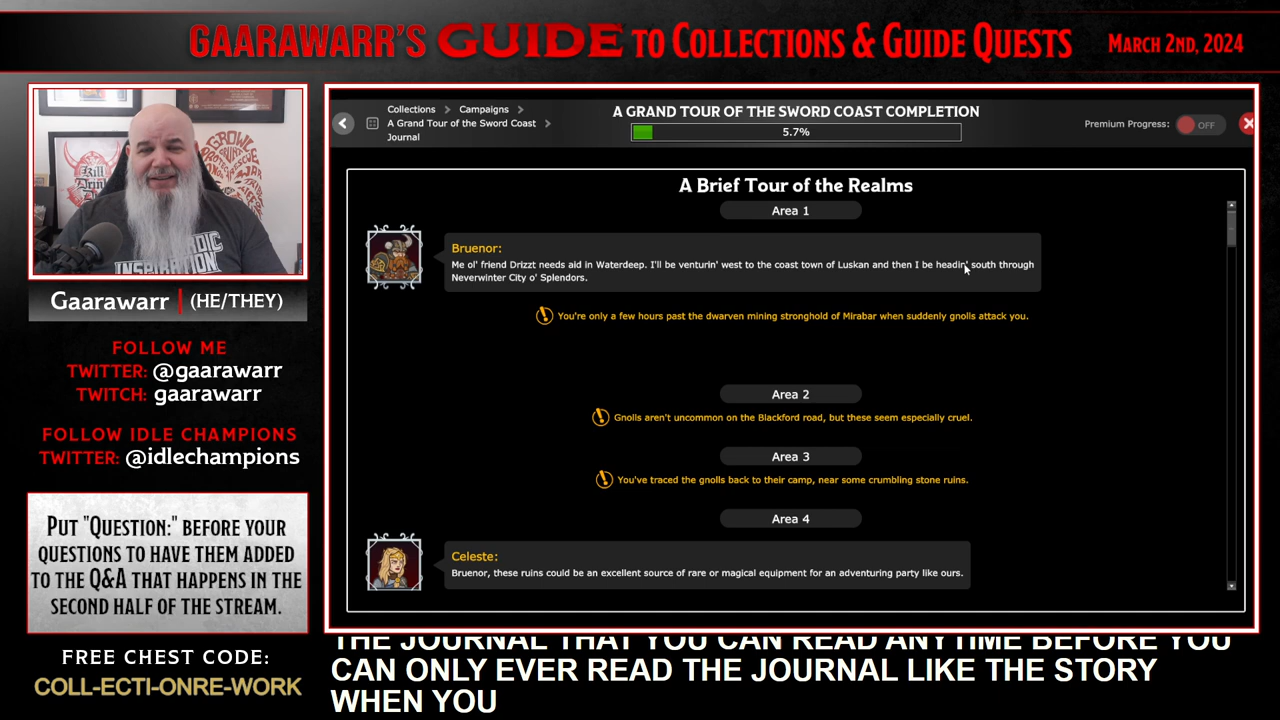 GAARAWARR'S GUIDE TO COLLECTIONS & GUIDE QUESTS
MARCH 2ND, 2024
Gaarawarr | (HE/THEY)
FOLLOW ME
TWITTER: @gaarawarr
TWITCH: gaarawarr
FOLLOW IDLE CHAMPIONS
TWITTER: @idlechampions
PUT "QUESTION:" BEFORE YOUR
QUESTIONS TO HAVE THEM ADDED
TO THE Q&A THAT HAPPENS IN THE
SECOND HALF OF THE STREAM.
FREE CHEST CODE:
COLL-ECTI-ONRE-WORK
Collections > Campaigns >
A Grand Tour of the Sword Coast >
Journal
A GRAND TOUR OF THE SWORD COAST COMPLETION
5.7%
Premium Progress: OFF
A Brief Tour of the Realms
Area 1
Bruenor:
Me ol' friend Drizzt needs aid in Waterdeep. I'll be venturin' west to the coast town of Luskan and then I be headin' south through
Neverwinter City o' Splendors.
You're only a few hours past the dwarven mining stronghold of Mirabar when suddenly gnolls attack you.
Area 2
Gnolls aren't uncommon on the Blackford road, but these seem especially cruel.
Area 3
You've traced the gnolls back to their camp, near some crumbling stone ruins.
Area 4
Celeste:
Bruenor, these ruins could be an excellent source of rare or magical equipment for an adventuring party like ours.
THE JOURNAL THAT YOU CAN READ ANYTIME BEFORE YOU
CAN ONLY EVER READ THE JOURNAL LIKE THE STORY
WHEN YOU